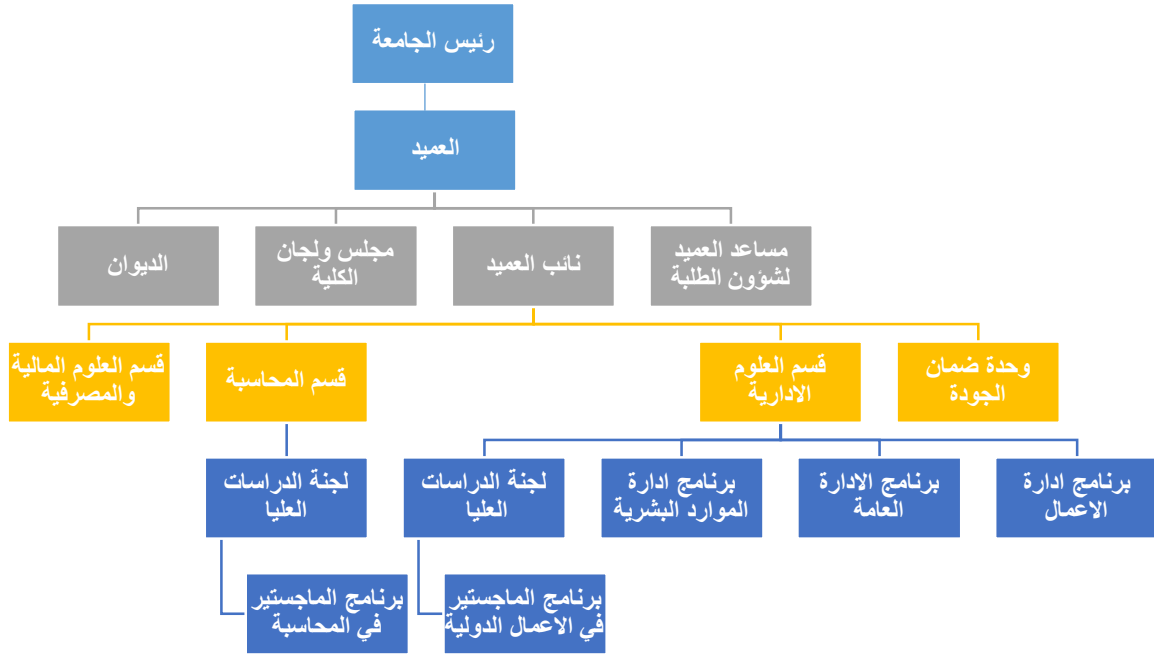 رئيس الجامعة
العميد
مساعد العميد
لشؤون الطلبة
نائب العميد
مجلس ولجان
الكلية
الديوان
وحدة ضمان
الجودة
قسم العلوم
الادارية
قسم المحاسبة
قسم العلوم المالية
والمصرفية
برنامج ادارة
الاعمال
برنامج الادارة
العامة
برنامج ادارة
الموارد البشرية
لجنة الدراسات
العليا
لجنة الدراسات
العليا
برنامج الماجستير
في الاعمال الدولية
برنامج الماجستير
في المحاسبة